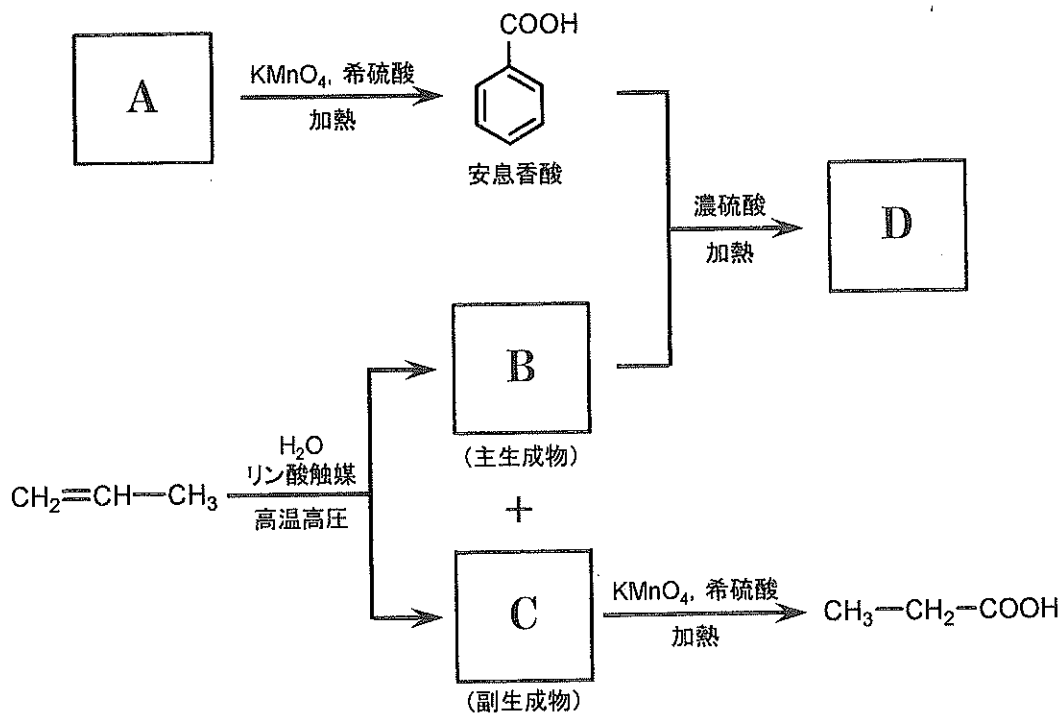 A
KMnO4, 希硫酸
加熱
COOH
安息香酸
濃硫酸
加熱
D
B
(主生成物)
CH2=CH-CH3
H2O
リン酸触媒
高温高圧
+
C
(副生成物)
KMnO4, 希硫酸
加熱
CH3-CH2-COOH